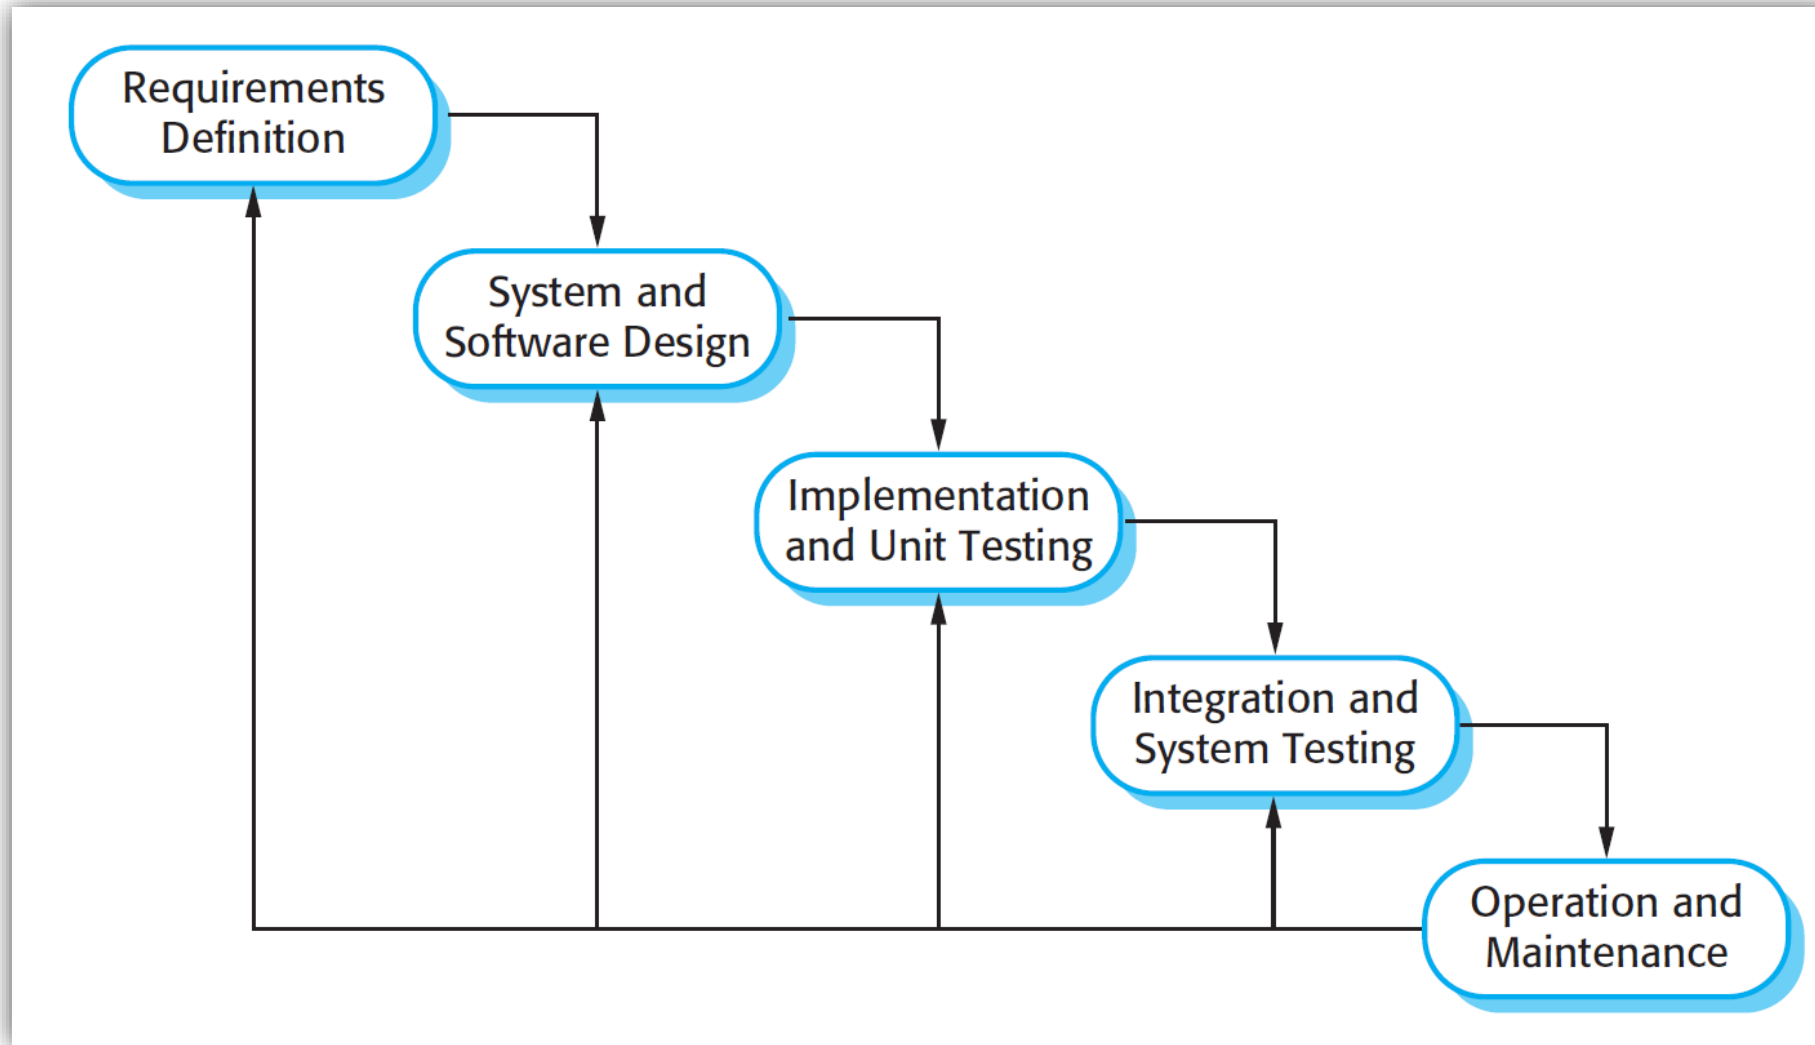 Requirements
Definition
System and
Software Design
Implementation
and Unit Testing
Integration and
System Testing
Operation and
Maintenance